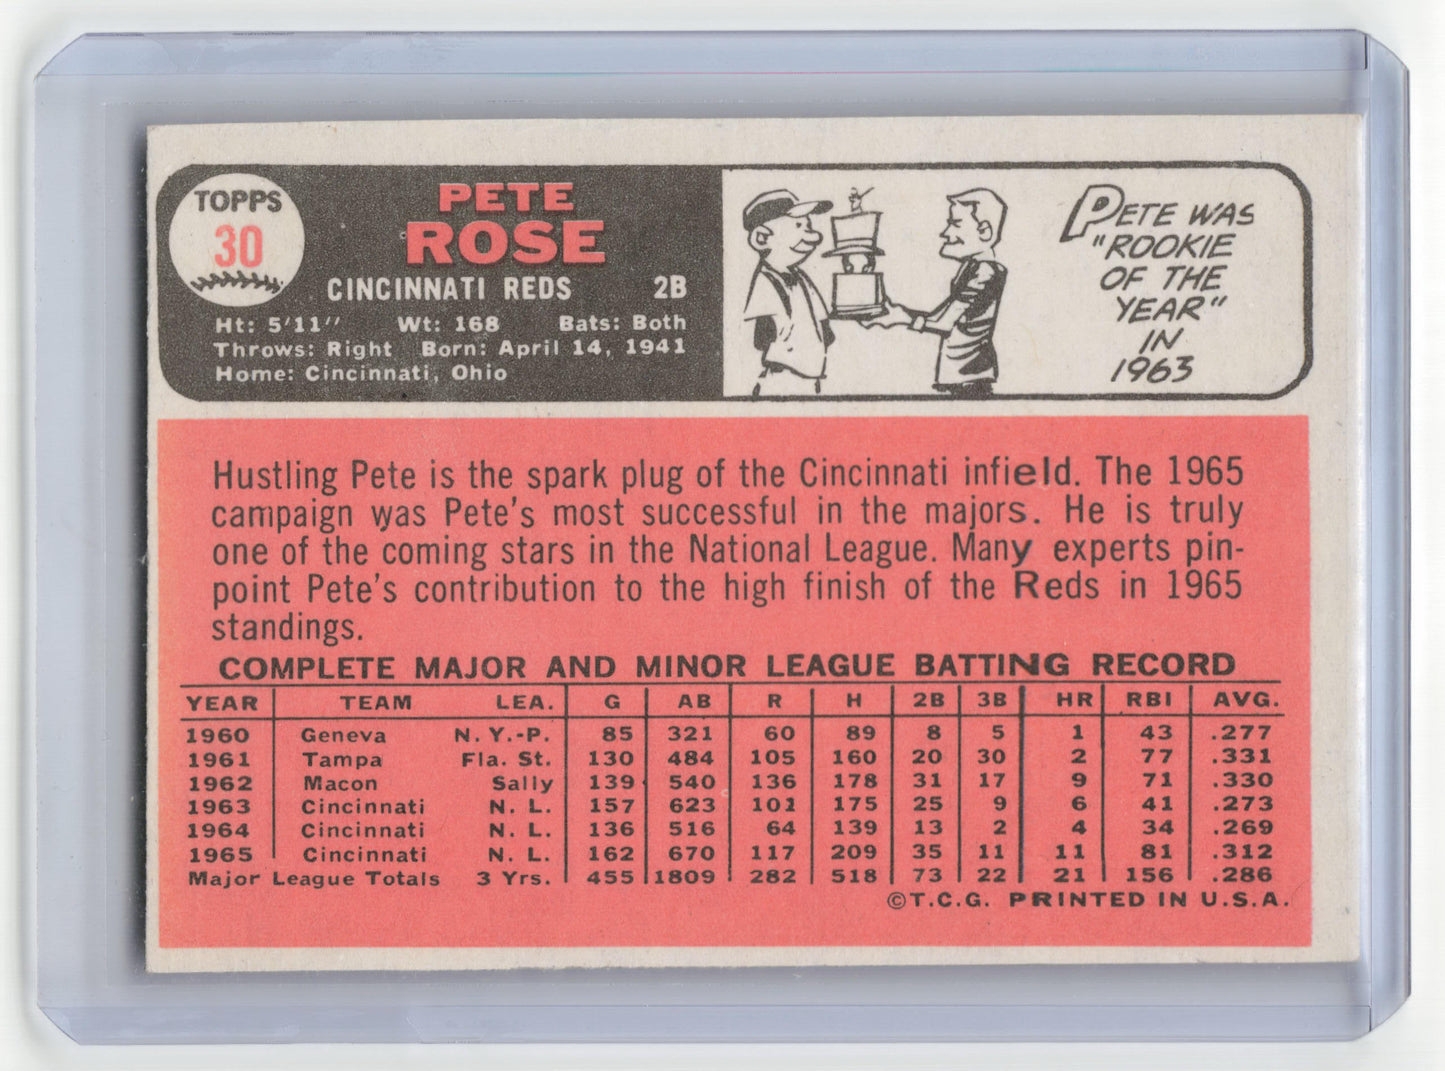 TOPPS
30
PETE
ROSE
CINCINNATI REDS 2B
Ht: 5'11" Wt: 168 Bats: Both
Throws: Right Born: April 14, 1941
Home: Cincinnati, Ohio
PETE WAS
"ROOKIE
OF THE
YEAR"
IN
1963
Hustling Pete is the spark plug of the Cincinnati infield. The 1965
campaign was Pete's most successful in the majors. He is truly
one of the coming stars in the National League. Many experts pin-
point Pete's contribution to the high finish of the Reds in 1965
standings.
COMPLETE MAJOR AND MINOR LEAGUE BATTING RECORD
YEAR TEAM LEA. G AB R H 2B 3B HR RBI AVG.
1960 Geneva N. Y.-P. 85 321 60 89 8 5 1 43 .277
1961 Tampa Fla. St. 130 484 105 160 20 30 2 77 .331
1962 Macon Sally 139 540 136 178 31 17 9 71 .330
1963 Cincinnati N. L. 157 623 101 175 25 9 6 41 .273
1964 Cincinnati N. L. 136 516 64 139 13 2 4 34 .269
1965 Cincinnati N. L. 162 670 117 209 35 11 11 81 .312
Major League Totals 3 Yrs. 455 1809 282 518 73 22 21 156 .286
©T.C.G. PRINTED IN U.S.A.